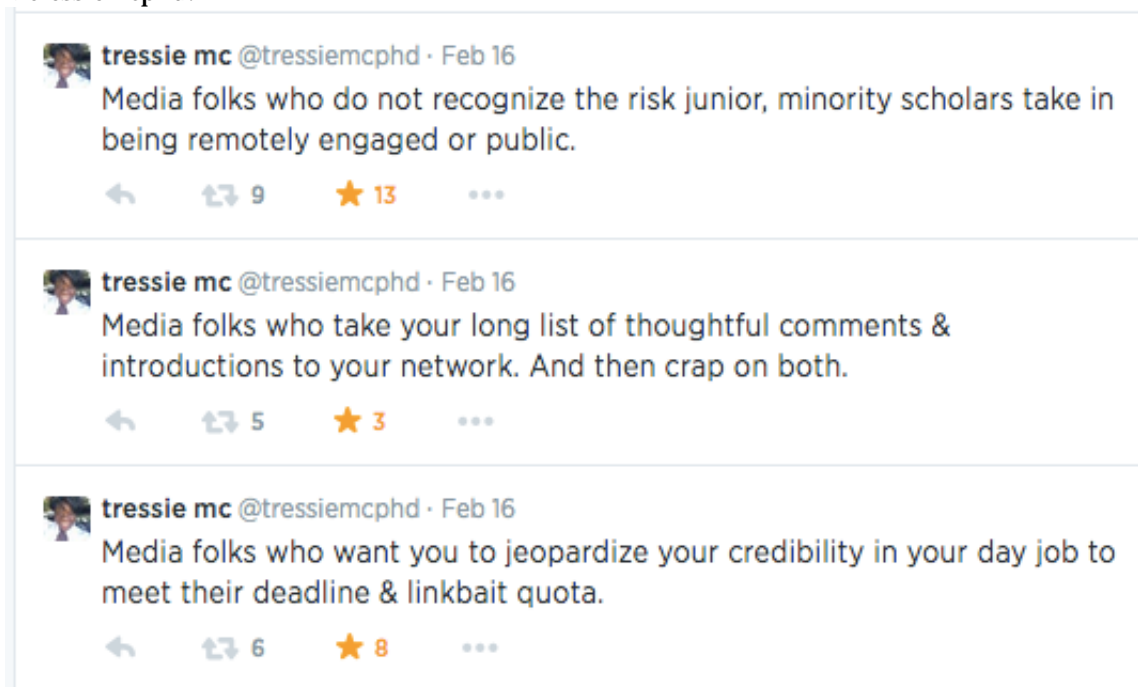 tressie mc @tressiemcphd · Feb 16
Media folks who do not recognize the risk junior, minority scholars take in
being remotely engaged or public.
9 13
tressie mc @tressiemcphd · Feb 16
Media folks who take your long list of thoughtful comments &
introductions to your network. And then crap on both.
5 3
tressie mc @tressiemcphd · Feb 16
Media folks who want you to jeopardize your credibility in your day job to
meet their deadline & linkbait quota.
6 8